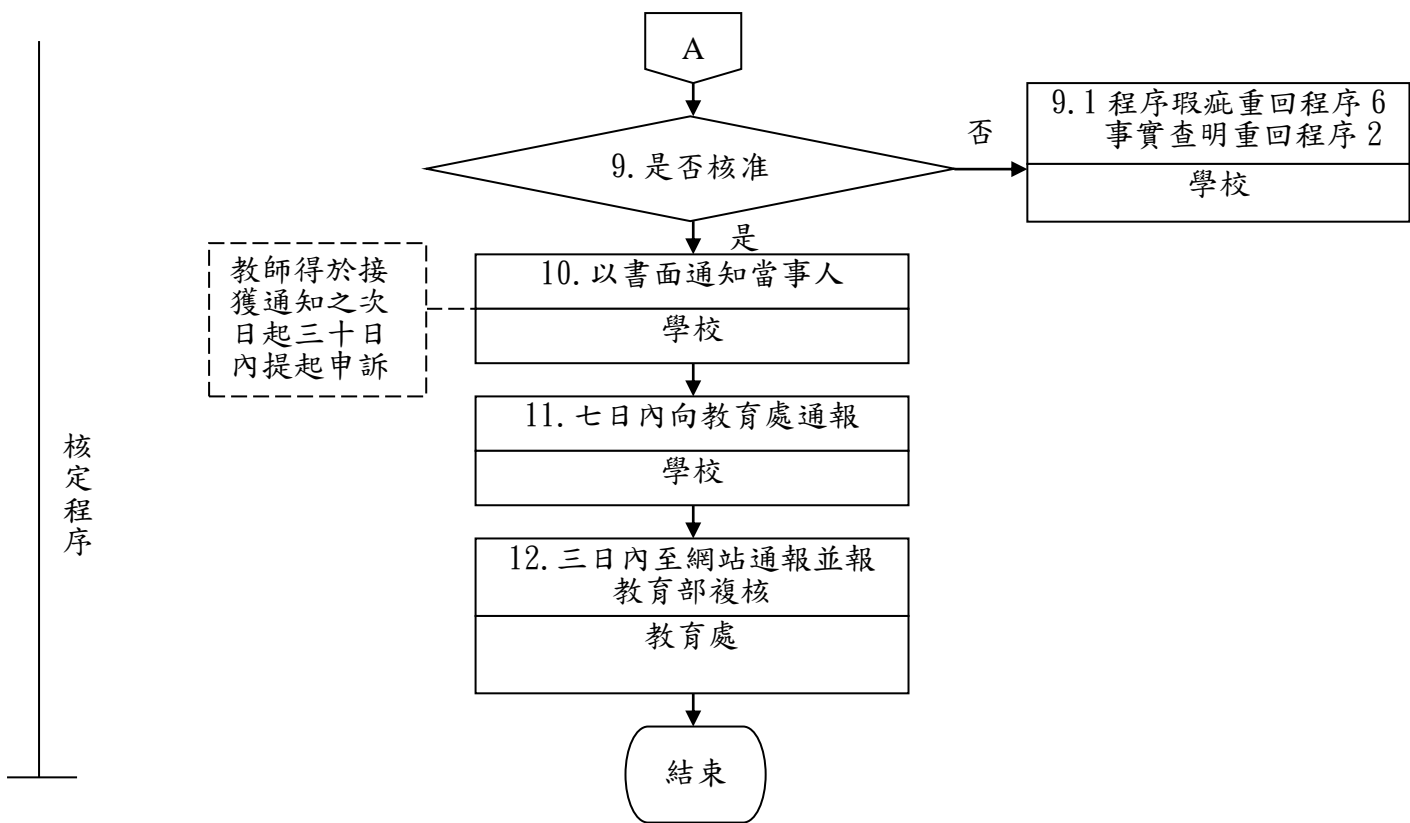 A
9.是否核准
否
9.1程序瑕疵重回程序6
事實查明重回程序2
學校
是
教師得於接
獲通知之次
日起三十日
內提起申訴
10.以書面通知當事人
學校
11.七日內向教育處通報
學校
12.三日內至網站通報並報
教育部複核
教育處
結束
核定程序